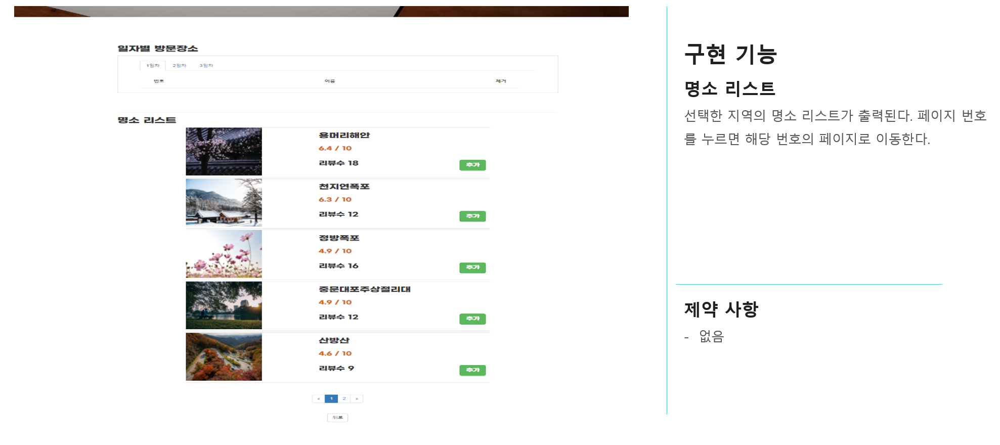 일자별 방문장소
1일차 2일차 3일차
번호 이름 제거
명소 리스트
용머리해안
6.4 / 10
리뷰수 18
추가
천지연폭포
6.3 / 10
리뷰수 12
추가
정방폭포
4.9 / 10
리뷰수 16
추가
중문대포주상절리대
4.9 / 10
리뷰수 12
추가
산방산
4.6 / 10
리뷰수 9
추가
« 1 2 »
뒤로
구현 기능
명소 리스트
선택한 지역의 명소 리스트가 출력된다. 페이지 번호
를 누르면 해당 번호의 페이지로 이동한다.
제약 사항
- 없음